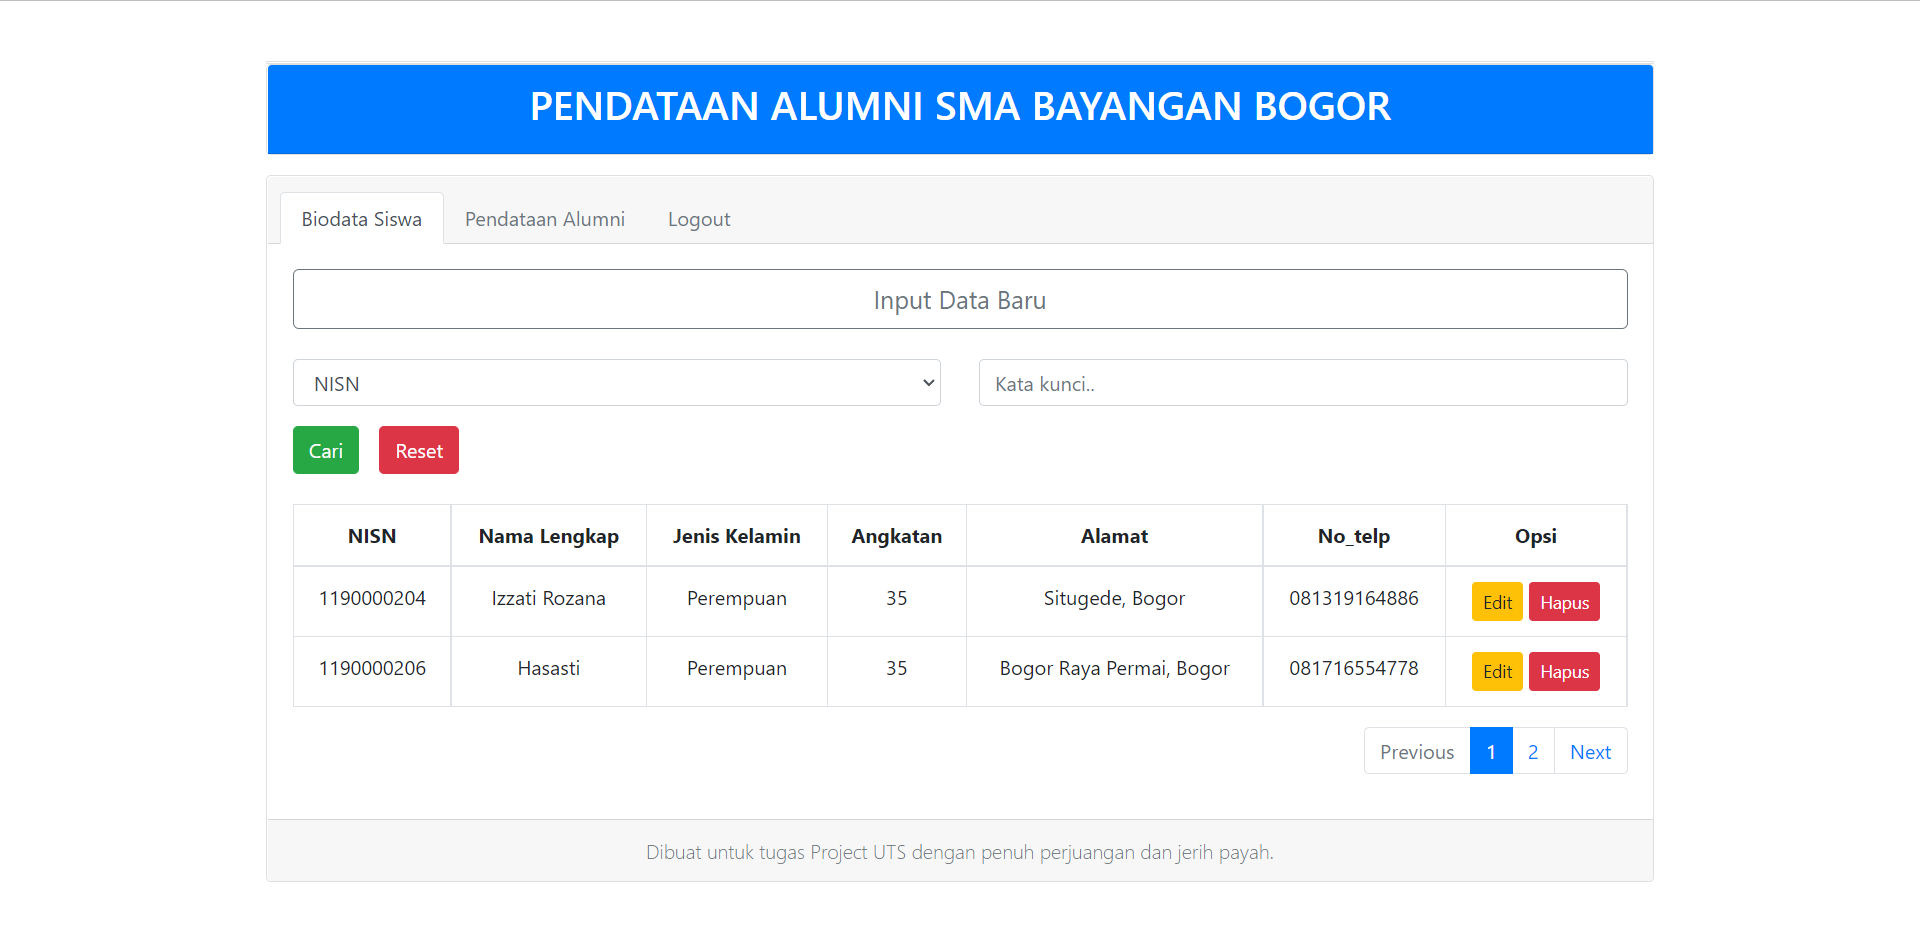 PENDATAAN ALUMNI SMA BAYANGAN BOGOR
Biodata Siswa Pendataan Alumni Logout
Input Data Baru
NISN Kata kunci..
Cari Reset
NISN Nama Lengkap Jenis Kelamin Angkatan Alamat No_telp Opsi
1190000204 Izzati Rozana Perempuan 35 Situgede, Bogor 081319164886 Edit Hapus
1190000206 Hasasti Perempuan 35 Bogor Raya Permai, Bogor 081716554778 Edit Hapus
Previous 1 2 Next
Dibuat untuk tugas Project UTS dengan penuh perjuangan dan jerih payah.